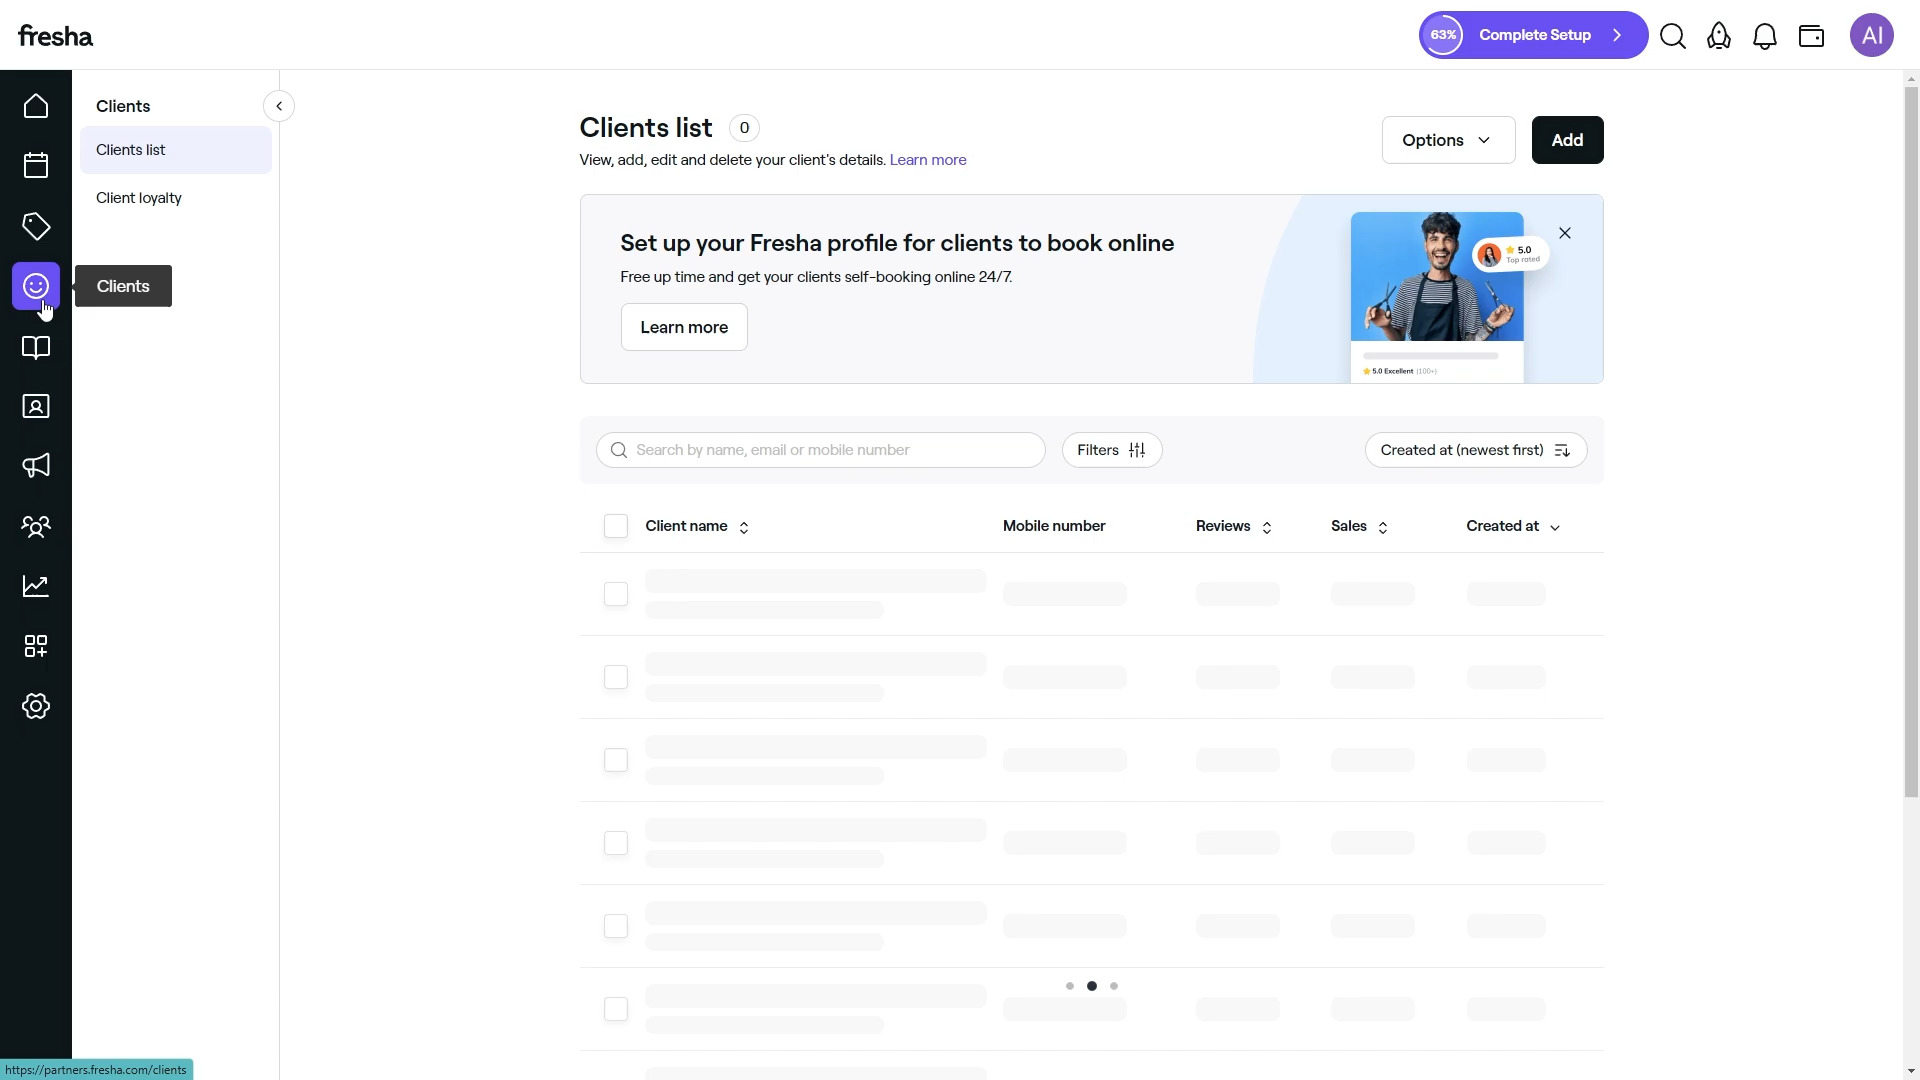 fresha
63%
Complete Setup
AI
Clients
Clients list
Client loyalty
Clients
Clients list 0
View, add, edit and delete your client's details. Learn more
Options
Add
Set up your Fresha profile for clients to book online
Free up time and get your clients self-booking online 24/7.
Learn more
5.0
Top rated
5.0 Excellent (100+)
Search by name, email or mobile number
Filters
Created at (newest first)
Client name
Mobile number
Reviews
Sales
Created at
https://partners.fresha.com/clients